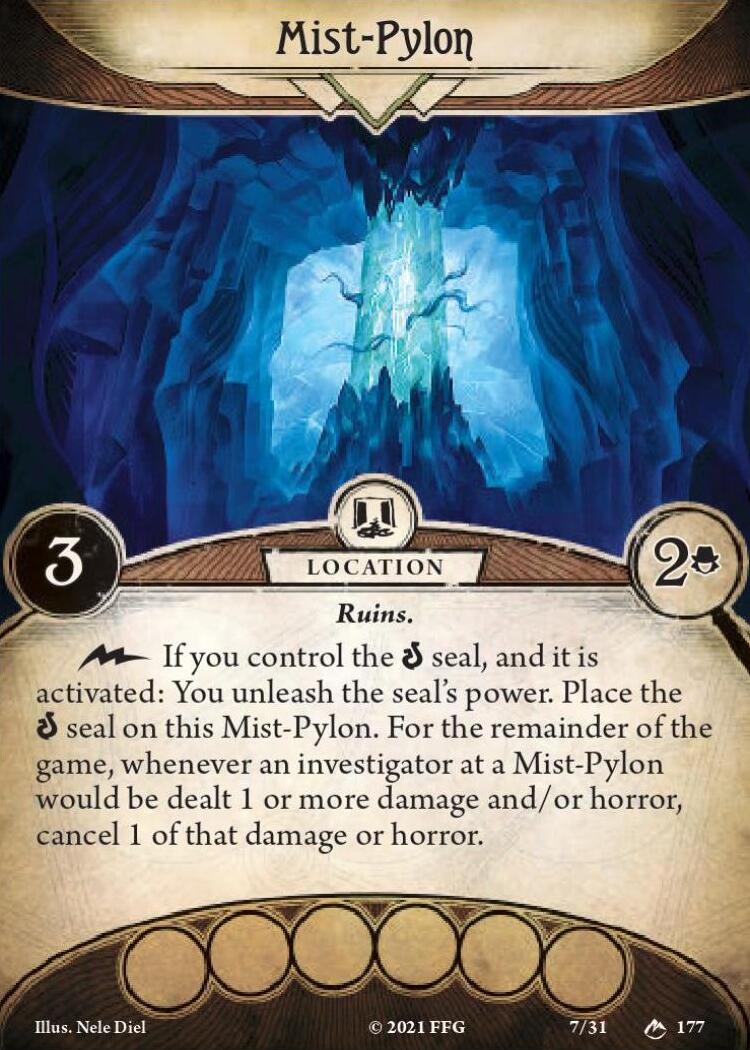 Mist-Pylon
3
LOCATION
2
Ruins.
If you control the seal, and it is
activated: You unleash the seal's power. Place the
seal on this Mist-Pylon. For the remainder of the
game, whenever an investigator at a Mist-Pylon
would be dealt 1 or more damage and/or horror,
cancel 1 of that damage or horror.
Illus. Nele Diel © 2021 FFG 7/31 177